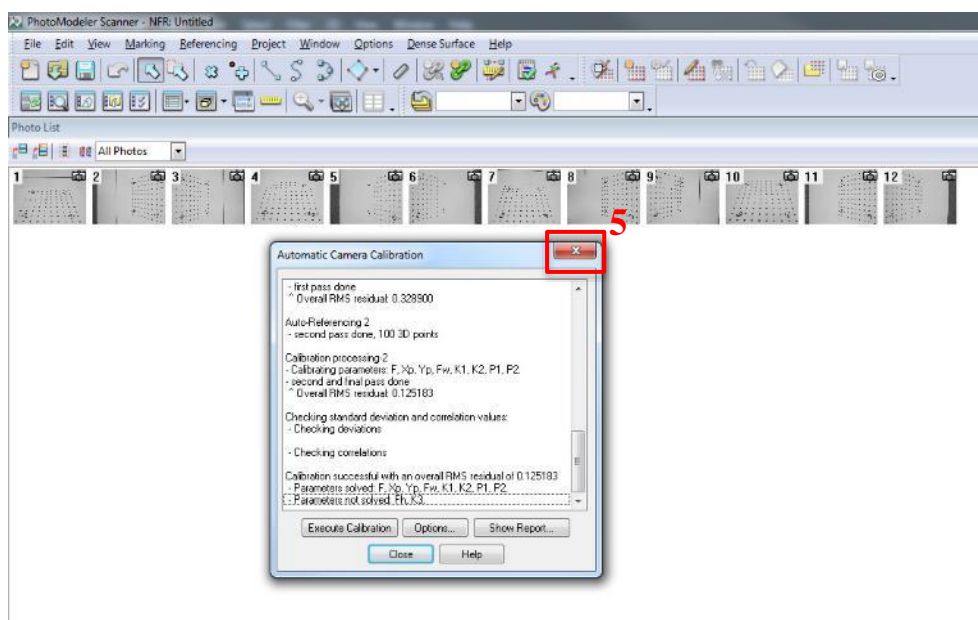 PhotoModeler Scanner - NFR: Untitled
File Edit View Marking Referencing Project Window Options Dense Surface Help
Photo List
All Photos
1 2 3 4 5 6 7 8 9 10 11 12
5
Automatic Camera Calibration
- first pass done
^ Overall RMS residual: 0.328900
Auto-Referencing 2
- second pass done, 100 3D points
Calibration processing-2
- Calibrating parameters: F, Xp, Yp, Fw, K1, K2, P1, P2
- second and final pass done
^ Overall RMS residual: 0.125183
Checking standard deviation and correlation values:
- Checking deviations
- Checking correlations
Calibration successful with an overall RMS residual of 0.125183
- Parameters solved: F, Xp, Yp, Fw, K1, K2, P1, P2
- Parameters not solved: Fh, K3,
Execute Calibration Options... Show Report...
Close Help